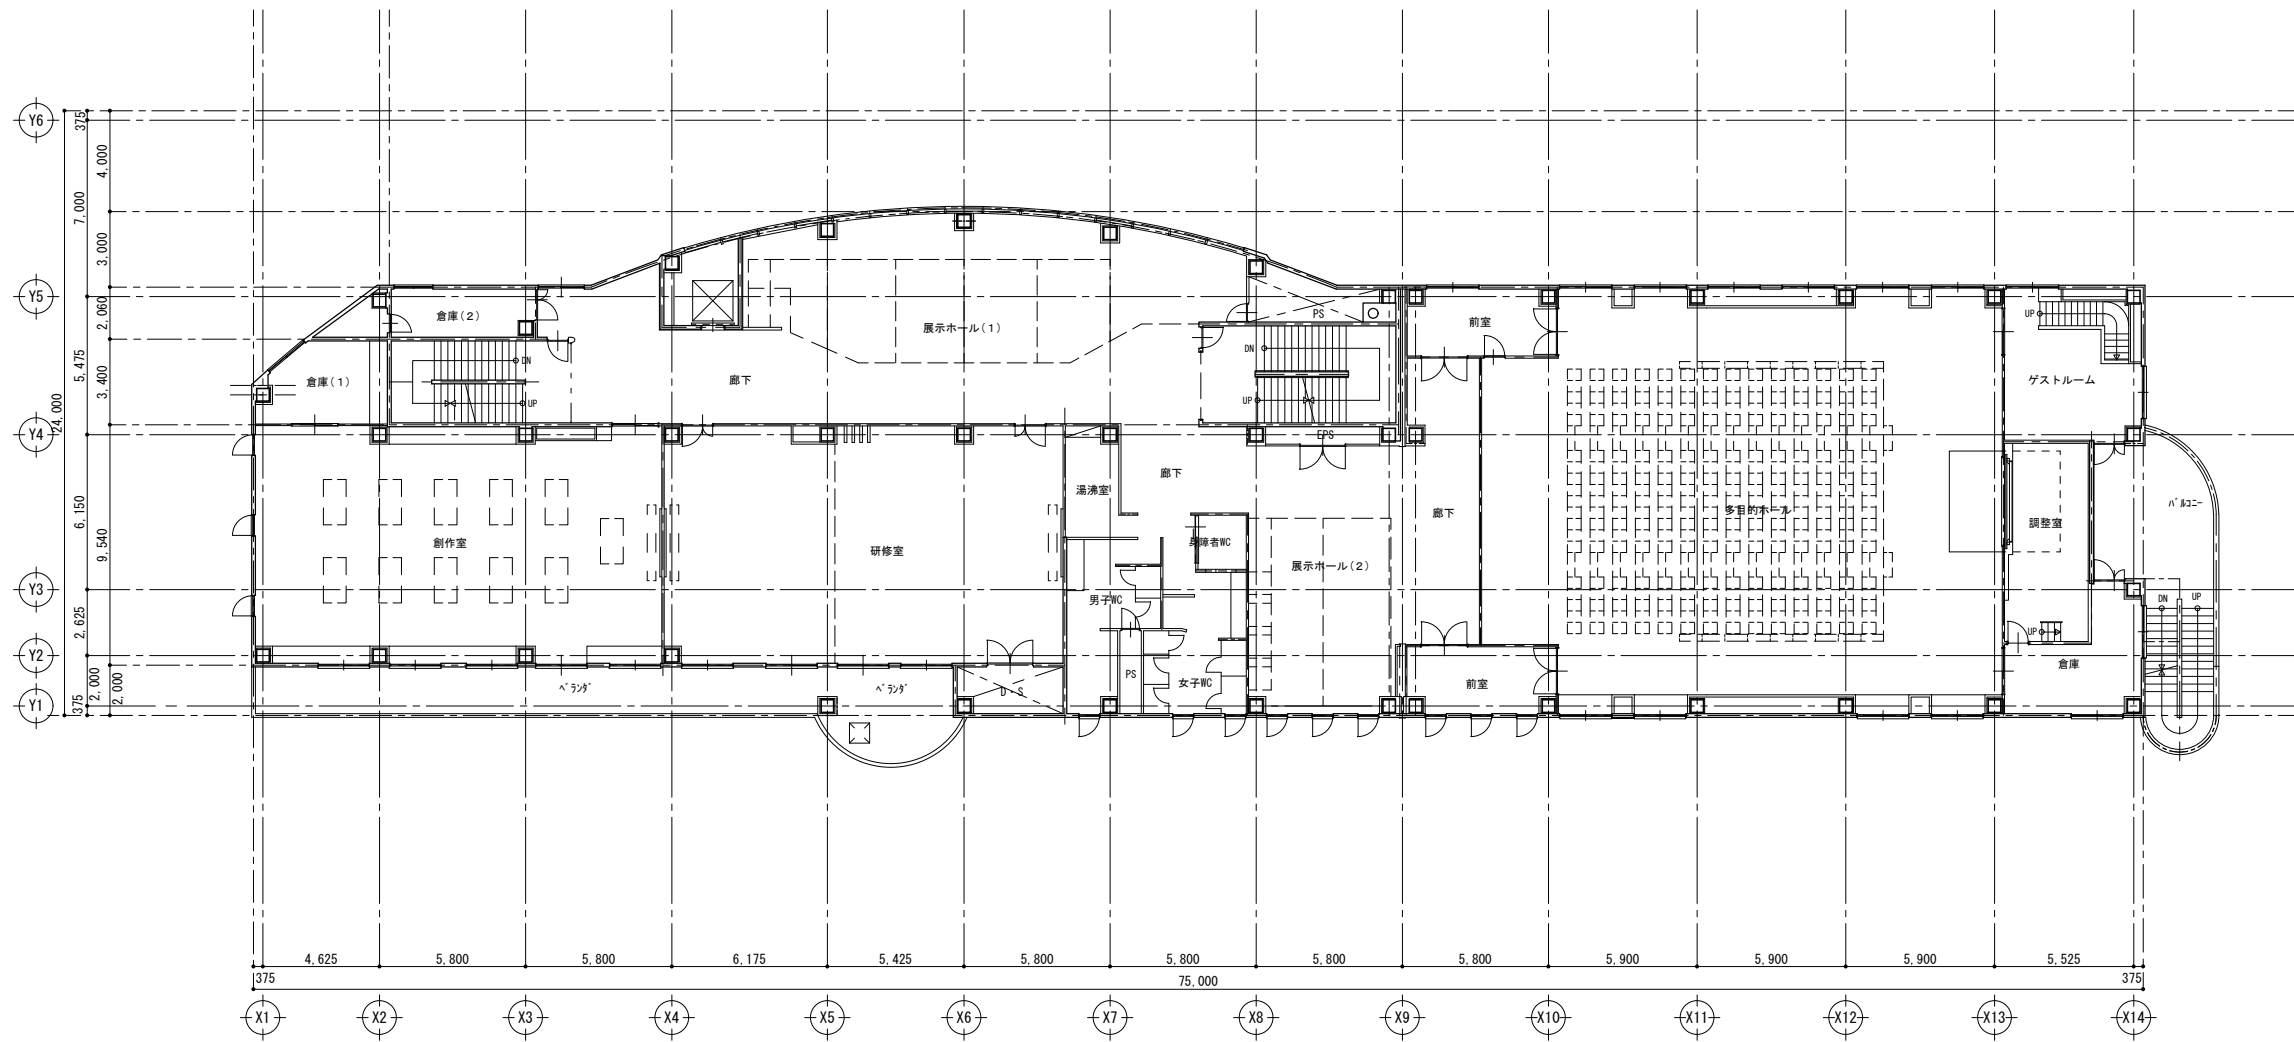 Y6
Y5
Y4
Y3
Y2
Y1
24,000
375
7,000
5,475
6,150
2,625
2,000
375
4,000
3,000
2,060
3,400
9,540
2,000
倉庫(2)
倉庫(1)
DN
UP
廊下
展示ホール(1)
PS
DN
UP
EPS
前室
UP
ゲストルーム
創作室
研修室
湯沸室
廊下
身障者WC
男子WC
展示ホール(2)
廊下
多目的ホール
調整室
バルコニー
DN
UP
UP
倉庫
ベランダ
ベランダ
D・S
PS
女子WC
前室
4,625
5,800
5,800
6,175
5,425
5,800
5,800
5,800
5,800
5,900
5,900
5,900
5,525
375
75,000
375
X1
X2
X3
X4
X5
X6
X7
X8
X9
X10
X11
X12
X13
X14